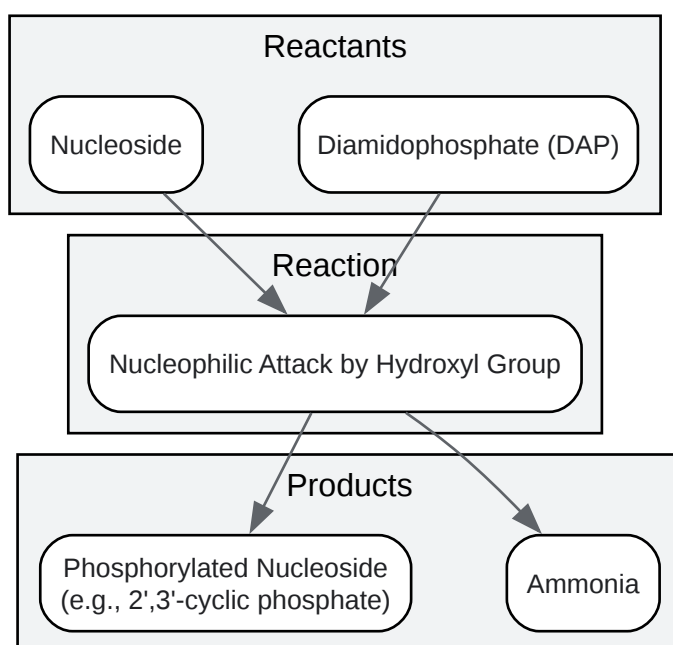 Reactants
Nucleoside
Diamidophosphate (DAP)
Reaction
Nucleophilic Attack by Hydroxyl Group
Products
Phosphorylated Nucleoside
(e.g., 2',3'-cyclic phosphate)
Ammonia